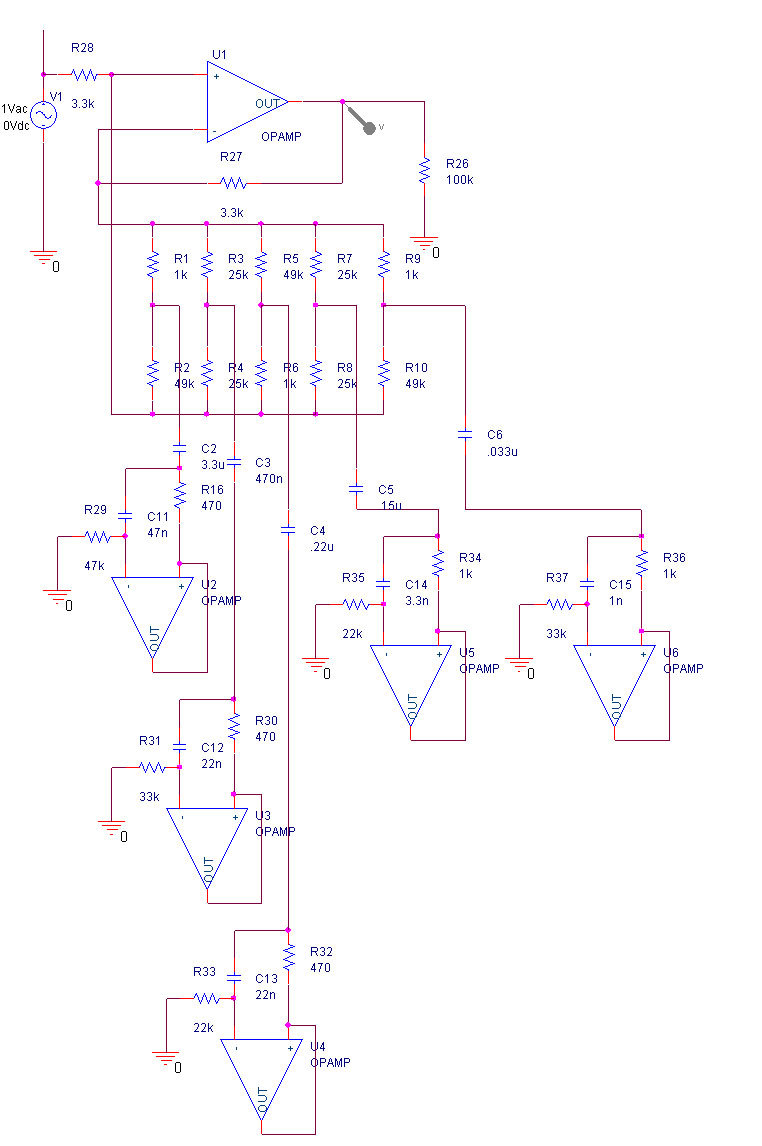 R28
U1
+
1Vac
V1
3.3k
OUT
V
0Vdc
-
OPAMP
R27
R26
100k
3.3k
0
0
R1
R3
R5
R7
R9
1k
25k
49k
25k
1k
R2
R4
R6
R8
R10
49k
25k
1k
25k
49k
C6
.033u
C2
3.3u
C3
470n
R16
470
C5
.15u
R29
C11
47n
C4
.22u
47k
R34
1k
R36
1k
R35
C14
3.3n
R37
C15
1n
- +
U2
OPAMP
0
22k
33k
OUT
- +
U5
OPAMP
0
- +
U6
OPAMP
0
OUT
OUT
R30
470
R31
C12
22n
33k
- +
U3
OPAMP
0
OUT
R32
470
R33
C13
22n
22k
- +
U4
OPAMP
0
OUT